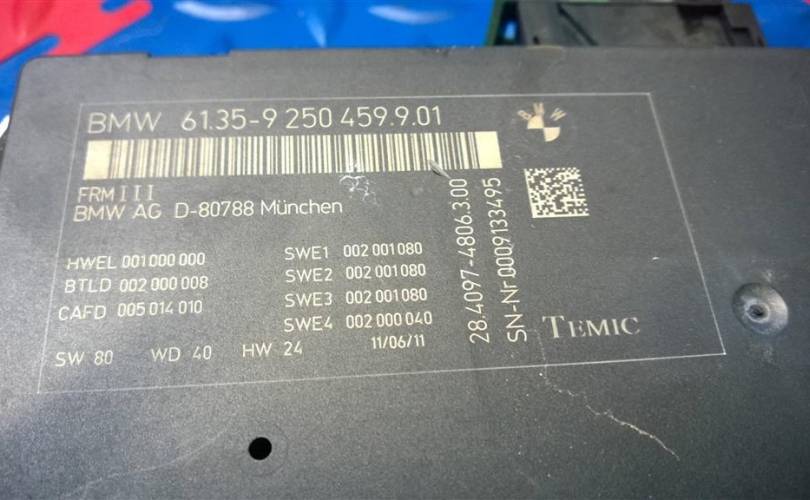 BMW 61.35-9 250 459.9.01
BMW
FRMIII
BMW AG D-80788 München
HWEL 001 000 000
BTLD 002 000 008
CAFD 005 014 010
SWE1 002 001 080
SWE2 002 001 080
SWE3 002 001 080
SWE4 002 000 040
SW 80 WD 40 HW 24 11/06/11
28.4097-4806.3.00
SN-Nr 0009133495
TEMIC